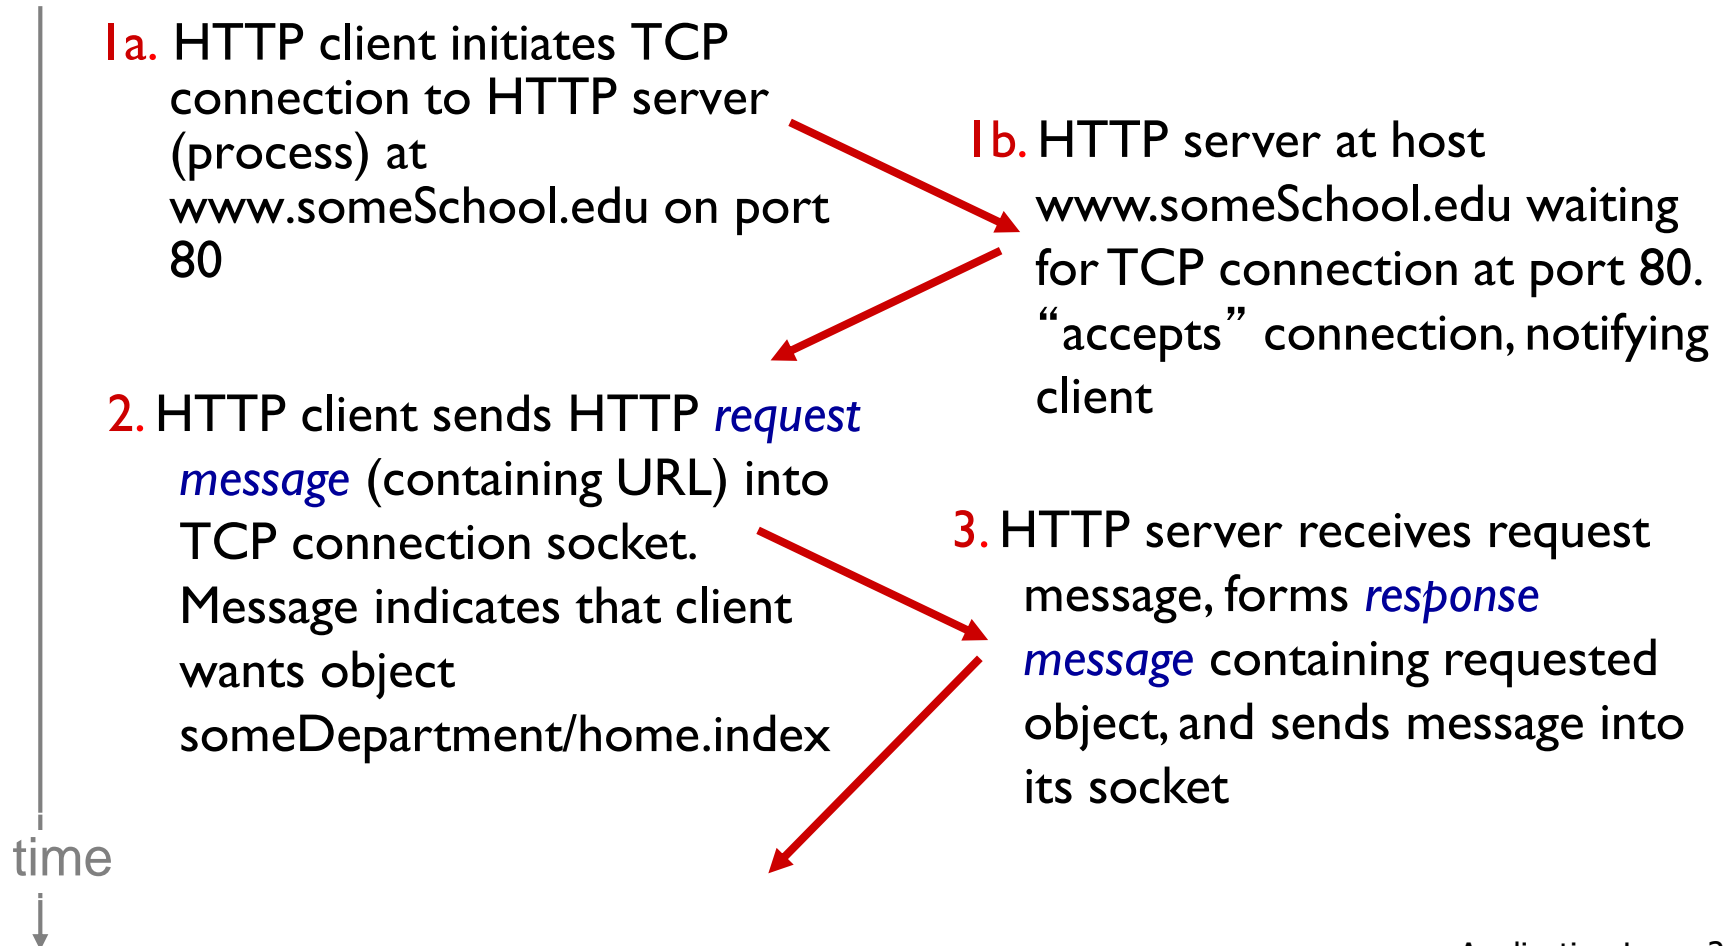 1a. HTTP client initiates TCP
connection to HTTP server
(process) at
www.someSchool.edu on port
80
1b. HTTP server at host
www.someSchool.edu waiting
for TCP connection at port 80.
“accepts” connection, notifying
client
2. HTTP client sends HTTP request
message (containing URL) into
TCP connection socket.
Message indicates that client
wants object
someDepartment/home.index
3. HTTP server receives request
message, forms response
message containing requested
object, and sends message into
its socket
time